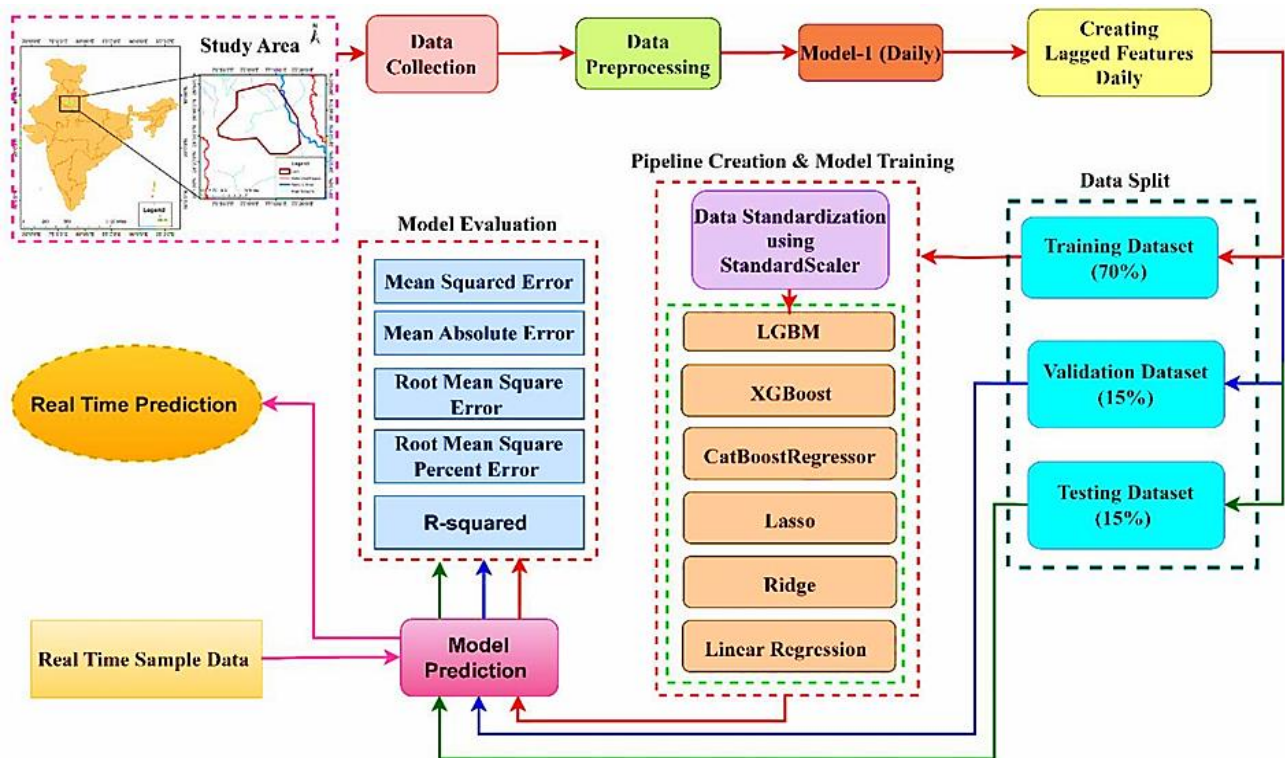 Study Area
N
Legend
Legend
Data
Collection
Data
Preprocessing
Model-1 (Daily)
Creating
Lagged Features
Daily
Pipeline Creation & Model Training
Data Standardization
using
StandardScaler
LGBM
XGBoost
CatBoostRegressor
Lasso
Ridge
Linear Regression
Data Split
Training Dataset
(70%)
Validation Dataset
(15%)
Testing Dataset
(15%)
Model Evaluation
Mean Squared Error
Mean Absolute Error
Root Mean Square
Error
Root Mean Square
Percent Error
R-squared
Real Time Prediction
Real Time Sample Data
Model
Prediction